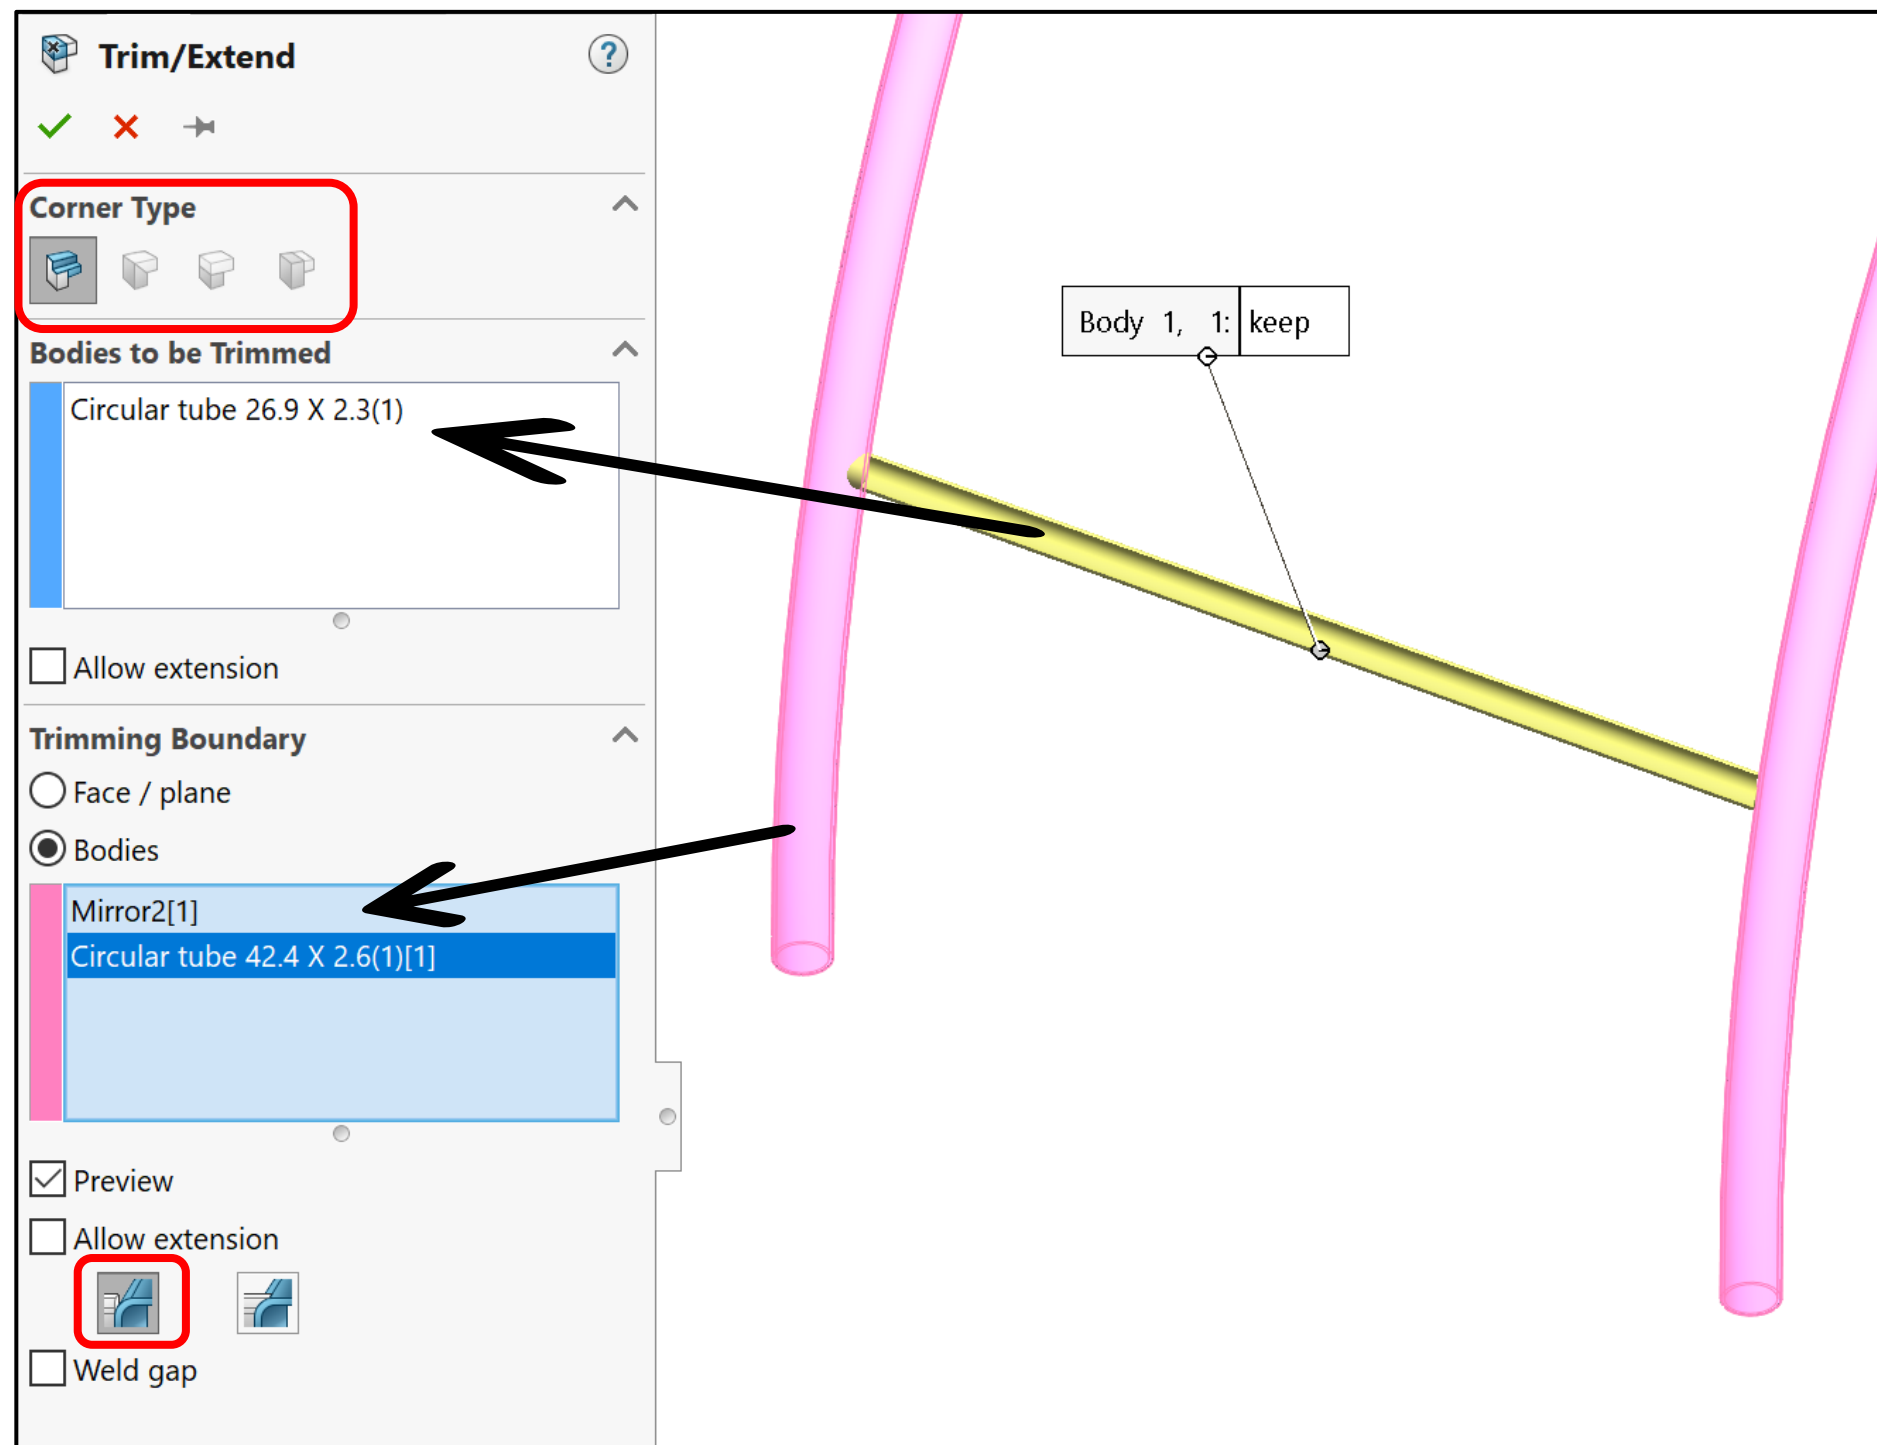 Trim/Extend
?
Corner Type
Bodies to be Trimmed
Circular tube 26.9 X 2.3(1)
Allow extension
Trimming Boundary
Face / plane
Bodies
Mirror2[1]
Circular tube 42.4 X 2.6(1)[1]
Preview
Allow extension
Weld gap
Body 1, 1: keep